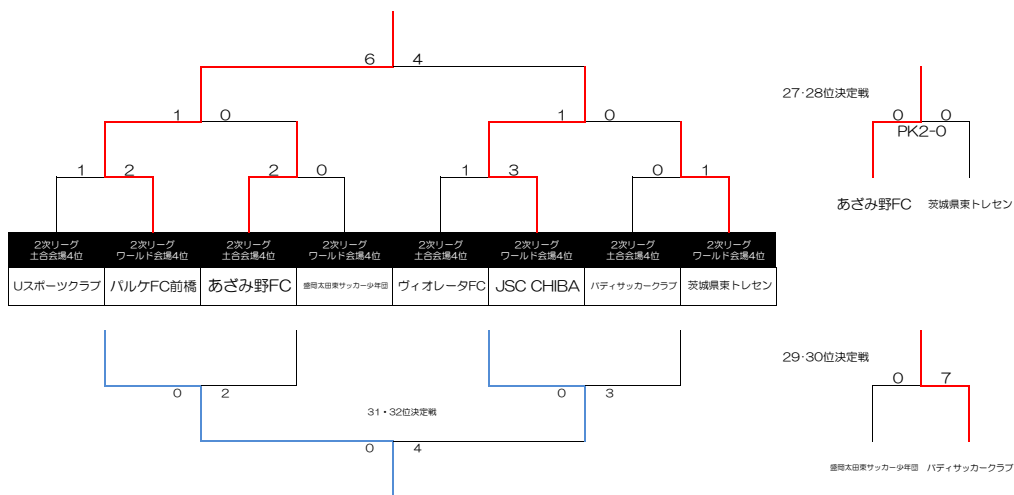 6 4
27･28位決定戦
1 0 1 0 0 0
PK2-0
1 2 2 0 1 3 0 1
あざみ野FC 茨城県東トレセン
2次リーグ 2次リーグ 2次リーグ 2次リーグ 2次リーグ 2次リーグ 2次リーグ 2次リーグ
土合会場4位 ワールド会場4位 土合会場4位 ワールド会場4位 土合会場4位 ワールド会場4位 土合会場4位 ワールド会場4位
Uスポーツクラブ パルケFC前橋 あざみ野FC 盛岡太田東サッカー少年団 ヴィオレータFC JSC CHIBA バディサッカークラブ 茨城県東トレセン
29･30位決定戦
0 7
0 2 0 3
31・32位決定戦
0 4
盛岡太田東サッカー少年団 バディサッカークラブ